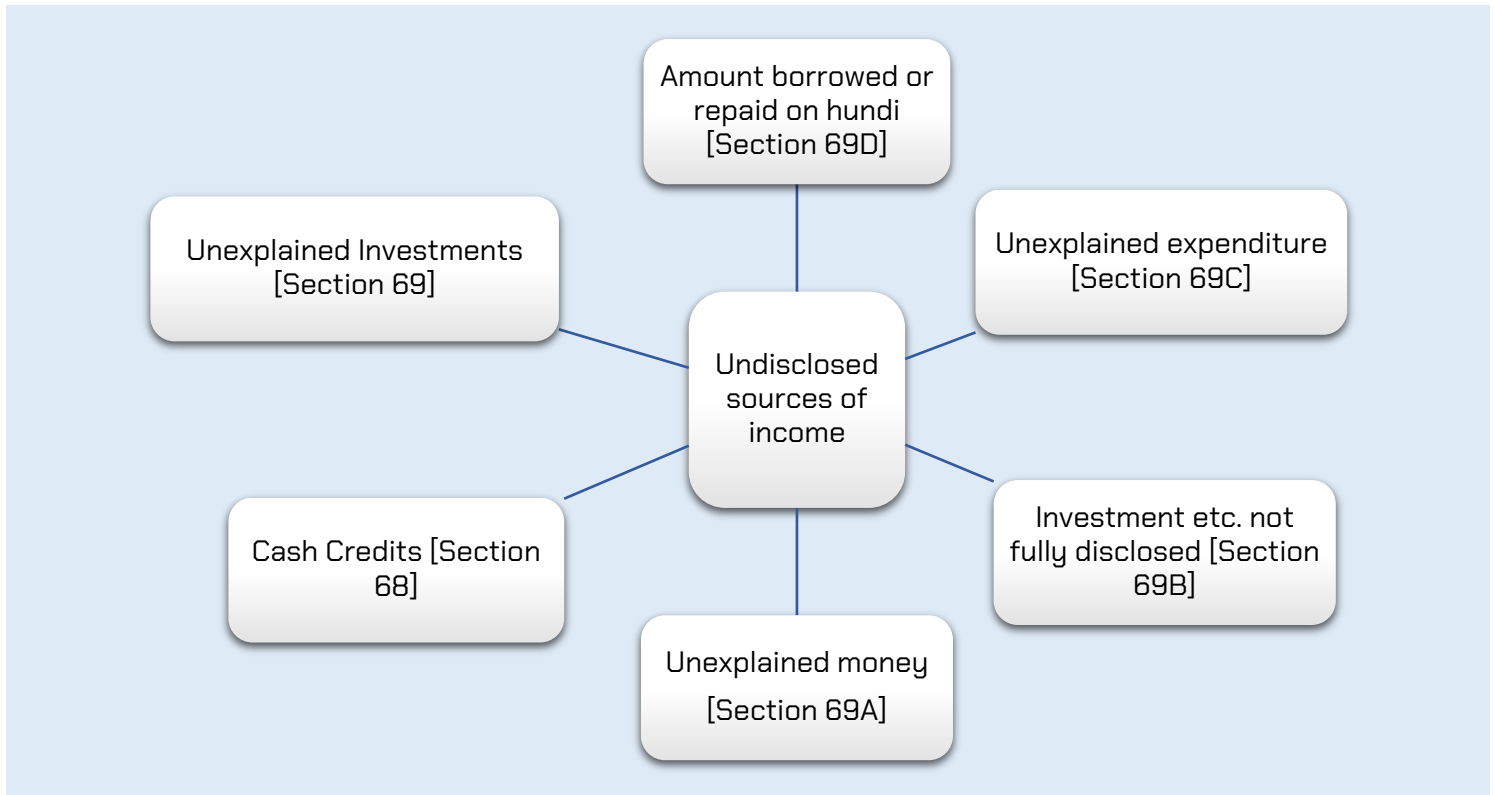 Amount borrowed or
repaid on hundi
[Section 69D]
Unexplained Investments
[Section 69]
Unexplained expenditure
[Section 69C]
Undisclosed
sources of
income
Cash Credits [Section
68]
Investment etc. not
fully disclosed [Section
69B]
Unexplained money
[Section 69A]